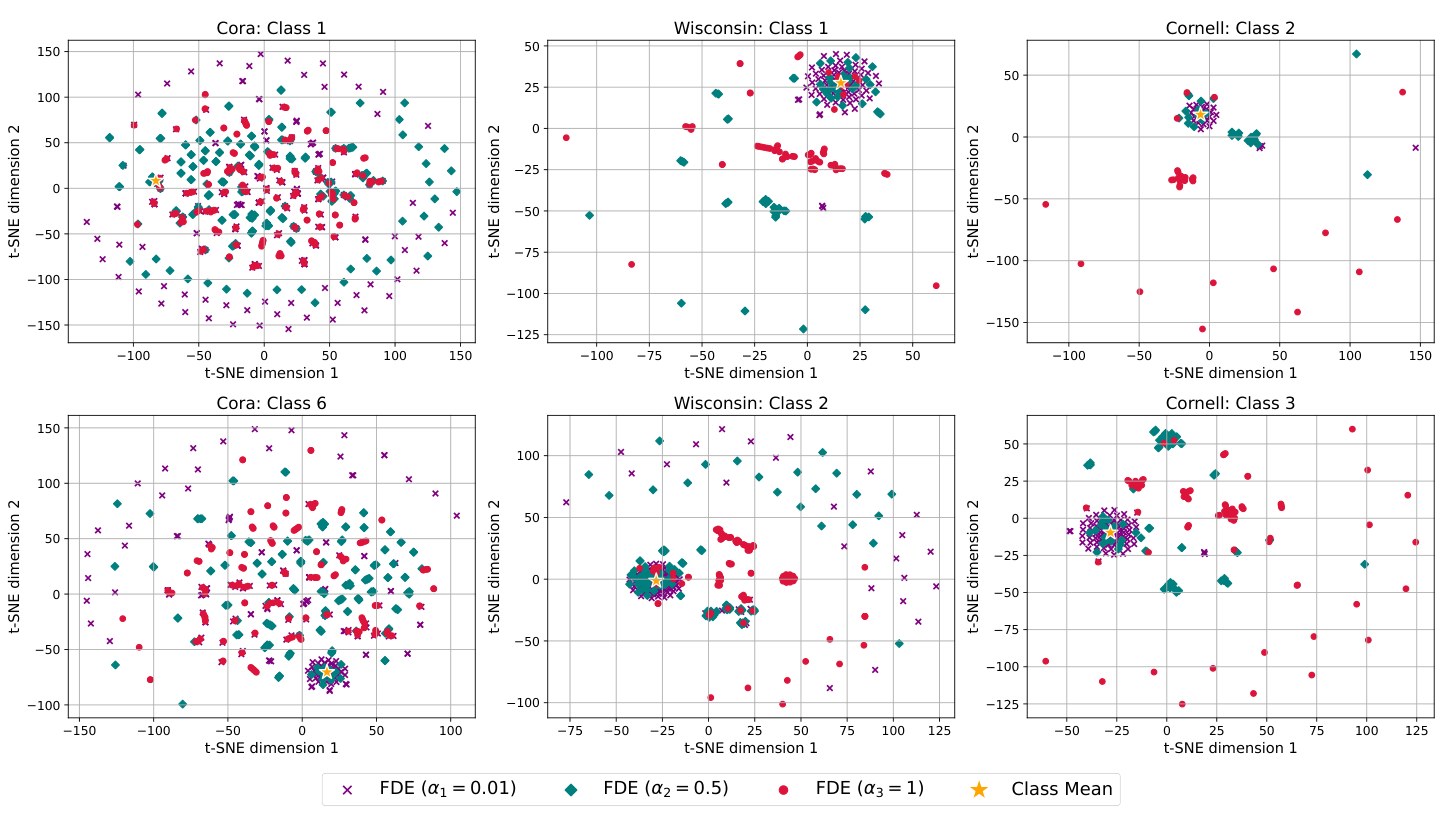 Cora: Class 1
150
100
50
0
−50
−100
−150
t-SNE dimension 2
−100 −50 0 50 100 150
t-SNE dimension 1
Wisconsin: Class 1
50
25
0
−25
−50
−75
−100
−125
t-SNE dimension 2
−100 −75 −50 −25 0 25 50
t-SNE dimension 1
Cornell: Class 2
50
0
−50
−100
−150
t-SNE dimension 2
−100 −50 0 50 100 150
t-SNE dimension 1
Cora: Class 6
150
100
50
0
−50
−100
t-SNE dimension 2
−150 −100 −50 0 50 100
t-SNE dimension 1
Wisconsin: Class 2
100
50
0
−50
−100
t-SNE dimension 2
−75 −50 −25 0 25 50 75 100 125
t-SNE dimension 1
Cornell: Class 3
50
25
0
−25
−50
−75
−100
−125
t-SNE dimension 2
−50 −25 0 25 50 75 100 125
t-SNE dimension 1
FDE (α₁ = 0.01) FDE (α₂ = 0.5) FDE (α₃ = 1) Class Mean